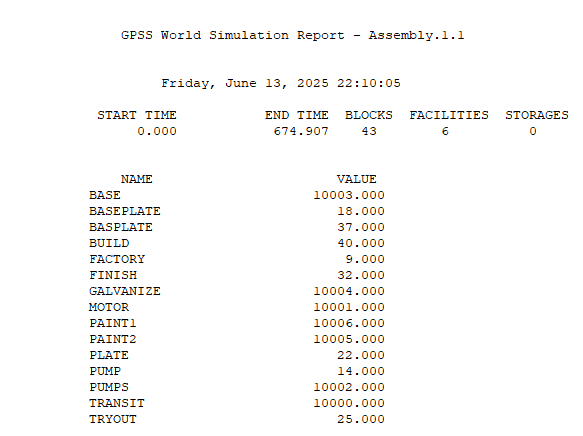 GPSS World Simulation Report - Assembly.1.1
Friday, June 13, 2025 22:10:05
START TIME END TIME BLOCKS FACILITIES STORAGES
0.000 674.907 43 6 0
NAME VALUE
BASE 10003.000
BASEPLATE 18.000
BASPLATE 37.000
BUILD 40.000
FACTORY 9.000
FINISH 32.000
GALVANIZE 10004.000
MOTOR 10001.000
PAINT1 10006.000
PAINT2 10005.000
PLATE 22.000
PUMP 14.000
PUMPS 10002.000
TRANSIT 10000.000
TRYOUT 25.000